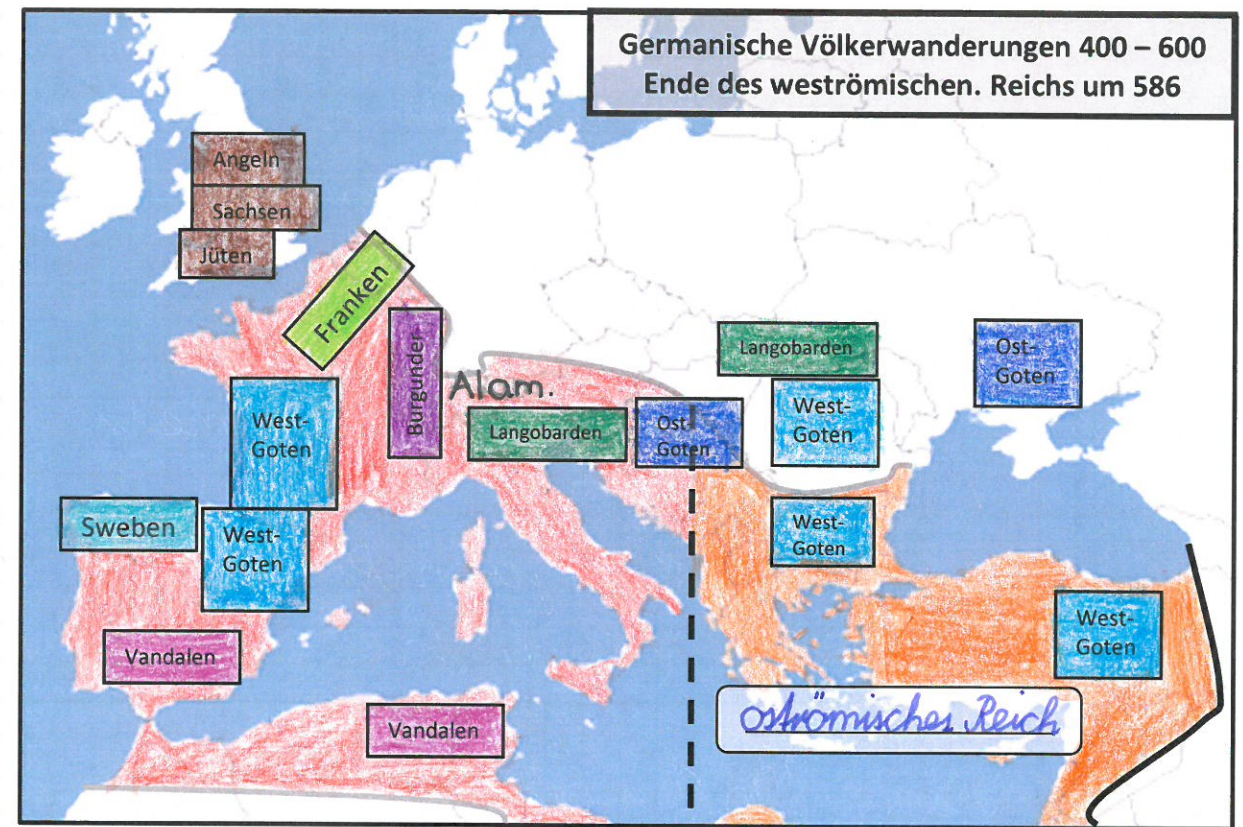 Germanische Völkerwanderungen 400 – 600
Ende des weströmischen. Reichs um 586
Angeln
Sachsen
Jüten
Franken
Burgunder
Alam.
Langobarden
Ost-
Goten
Langobarden
West-
Goten
Ost-
Goten
West-
Goten
West-
Goten
Sweben
West-
Goten
West-
Goten
Vandalen
Vandalen
oströmisches Reich